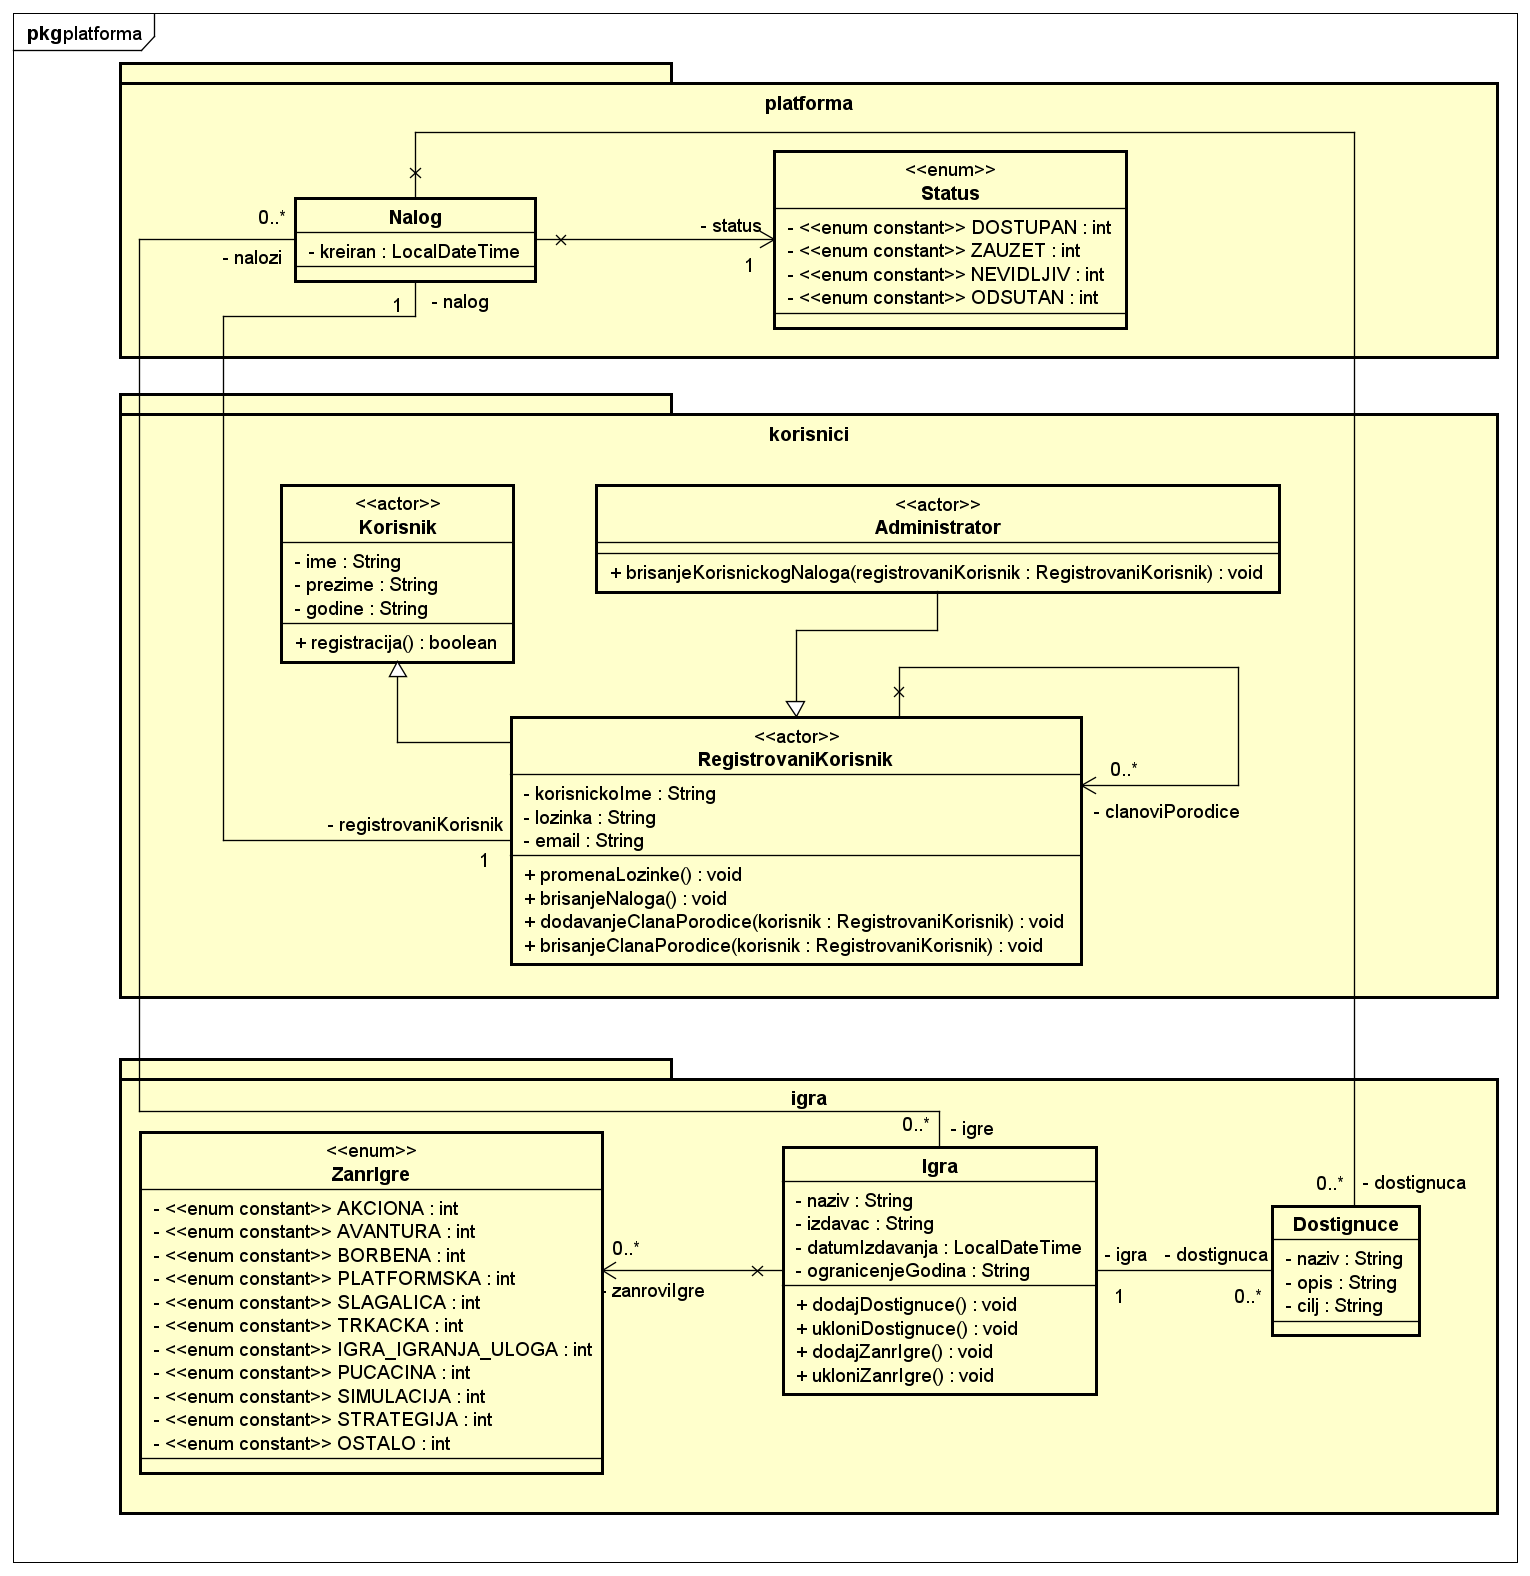 pkg platforma
platforma
Nalog
- kreiran : LocalDateTime
0..*
- nalozi
1
- nalog
- status
1
<<enum>>
Status
- <<enum constant>> DOSTUPAN : int
- <<enum constant>> ZAUZET : int
- <<enum constant>> NEVIDLJIV : int
- <<enum constant>> ODSUTAN : int
korisnici
<<actor>>
Korisnik
- ime : String
- prezime : String
- godine : String
+ registracija() : boolean
<<actor>>
Administrator
+ brisanjeKorisnickogNaloga(registrovaniKorisnik : RegistrovaniKorisnik) : void
<<actor>>
RegistrovaniKorisnik
- korisnickoIme : String
- lozinka : String
- email : String
+ promenaLozinke() : void
+ brisanjeNaloga() : void
+ dodavanjeClanaPorodice(korisnik : RegistrovaniKorisnik) : void
+ brisanjeClanaPorodice(korisnik : RegistrovaniKorisnik) : void
0..*
- clanoviPorodice
- registrovaniKorisnik
1
igra
0..*
- igre
<<enum>>
ZanrIgre
- <<enum constant>> AKCIONA : int
- <<enum constant>> AVANTURA : int
- <<enum constant>> BORBENA : int
- <<enum constant>> PLATFORMSKA : int
- <<enum constant>> SLAGALICA : int
- <<enum constant>> TRKACKA : int
- <<enum constant>> IGRA_IGRANJA_ULOGA : int
- <<enum constant>> PUCACINA : int
- <<enum constant>> SIMULACIJA : int
- <<enum constant>> STRATEGIJA : int
- <<enum constant>> OSTALO : int
0..*
- zanroviIgre
Igra
- naziv : String
- izdavac : String
- datumIzdavanja : LocalDateTime
- ogranicenjeGodina : String
+ dodajDostignuce() : void
+ ukloniDostignuce() : void
+ dodajZanrIgre() : void
+ ukloniZanrIgre() : void
- igra
1
- dostignuca
0..*
0..*
- dostignuca
Dostignuce
- naziv : String
- opis : String
- cilj : String